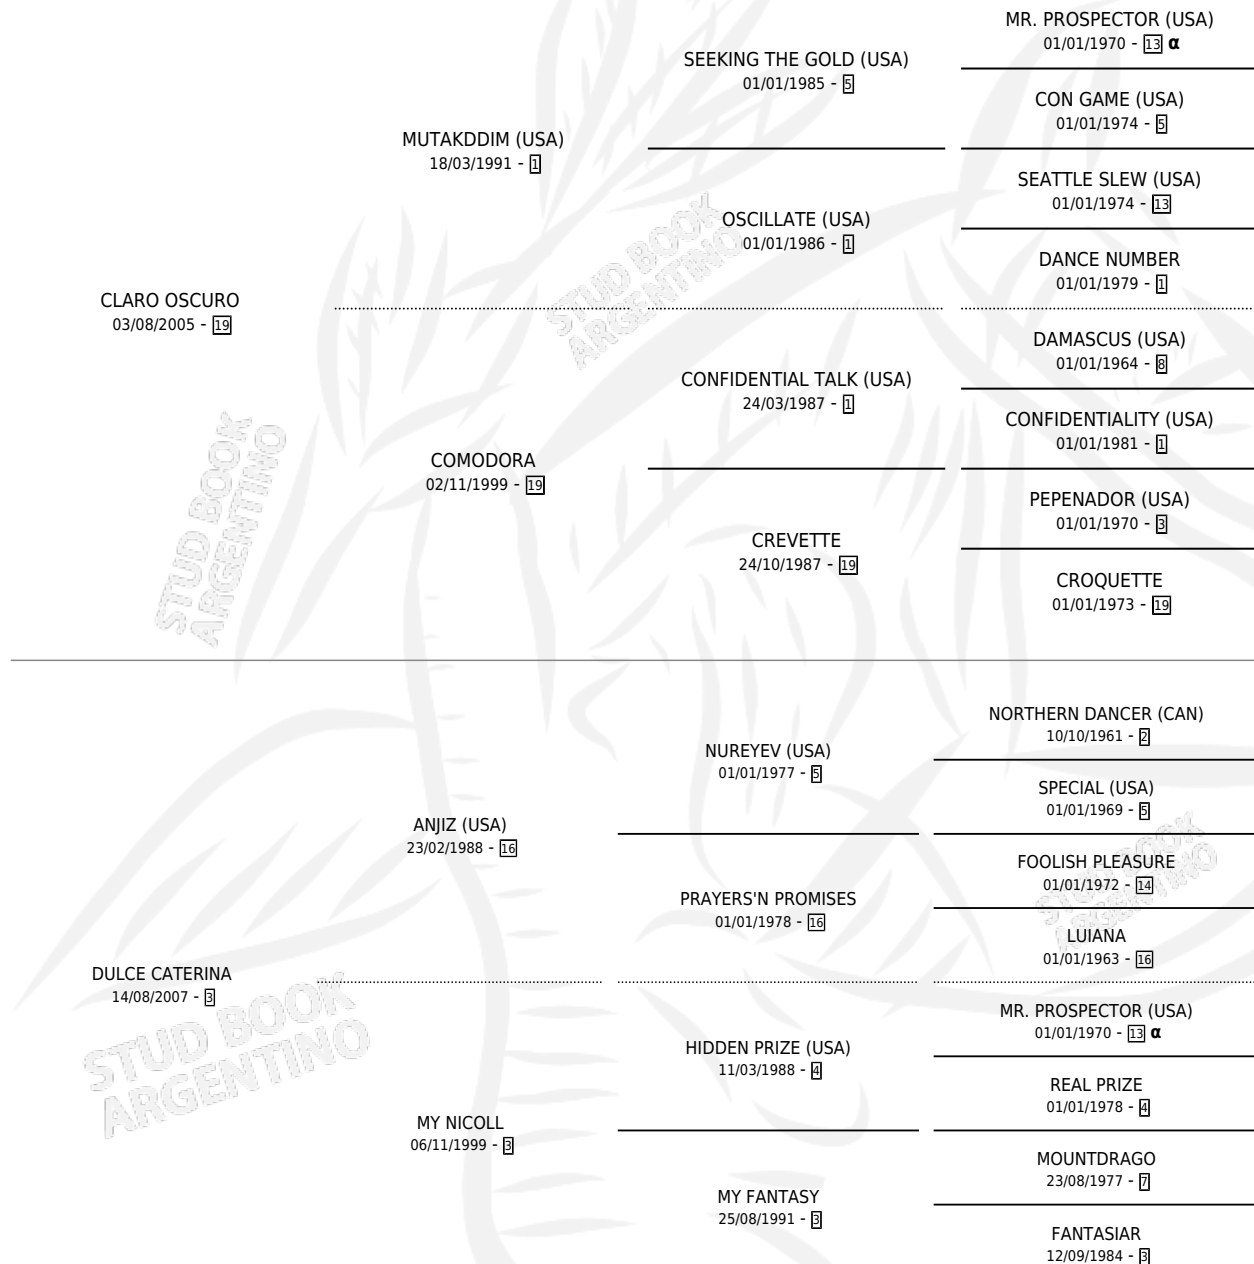 MR. PROSPECTOR (USA)
01/01/1970 - 13 α
SEEKING THE GOLD (USA)
01/01/1985 - 5
CON GAME (USA)
01/01/1974 - 5
MUTAKDDIM (USA)
18/03/1991 - 1
SEATTLE SLEW (USA)
01/01/1974 - 13
OSCILLATE (USA)
01/01/1986 - 1
DANCE NUMBER
01/01/1979 - 1
CLARO OSCURO
03/08/2005 - 19
DAMASCUS (USA)
01/01/1964 - 8
CONFIDENTIAL TALK (USA)
24/03/1987 - 1
CONFIDENTIALITY (USA)
01/01/1981 - 1
COMODORA
02/11/1999 - 19
PEPENADOR (USA)
01/01/1970 - 3
CREVETTE
24/10/1987 - 19
CROQUETTE
01/01/1973 - 19
NORTHERN DANCER (CAN)
10/10/1961 - 2
NUREYEV (USA)
01/01/1977 - 5
SPECIAL (USA)
01/01/1969 - 5
ANJIZ (USA)
23/02/1988 - 16
FOOLISH PLEASURE
01/01/1972 - 14
PRAYERS'N PROMISES
01/01/1978 - 16
LUIANA
01/01/1963 - 16
DULCE CATERINA
14/08/2007 - 3
MR. PROSPECTOR (USA)
01/01/1970 - 13 α
HIDDEN PRIZE (USA)
11/03/1988 - 4
REAL PRIZE
01/01/1978 - 4
MY NICOLL
06/11/1999 - 3
MOUNTDRAGO
23/08/1977 - 7
MY FANTASY
25/08/1991 - 3
FANTASIAR
12/09/1984 - 3
STUD BOOK
ARGENTINO
STUD BOOK
ARGENTINO
STUD BOOK
ARGENTINO
STUD BOOK
ARGENTINO